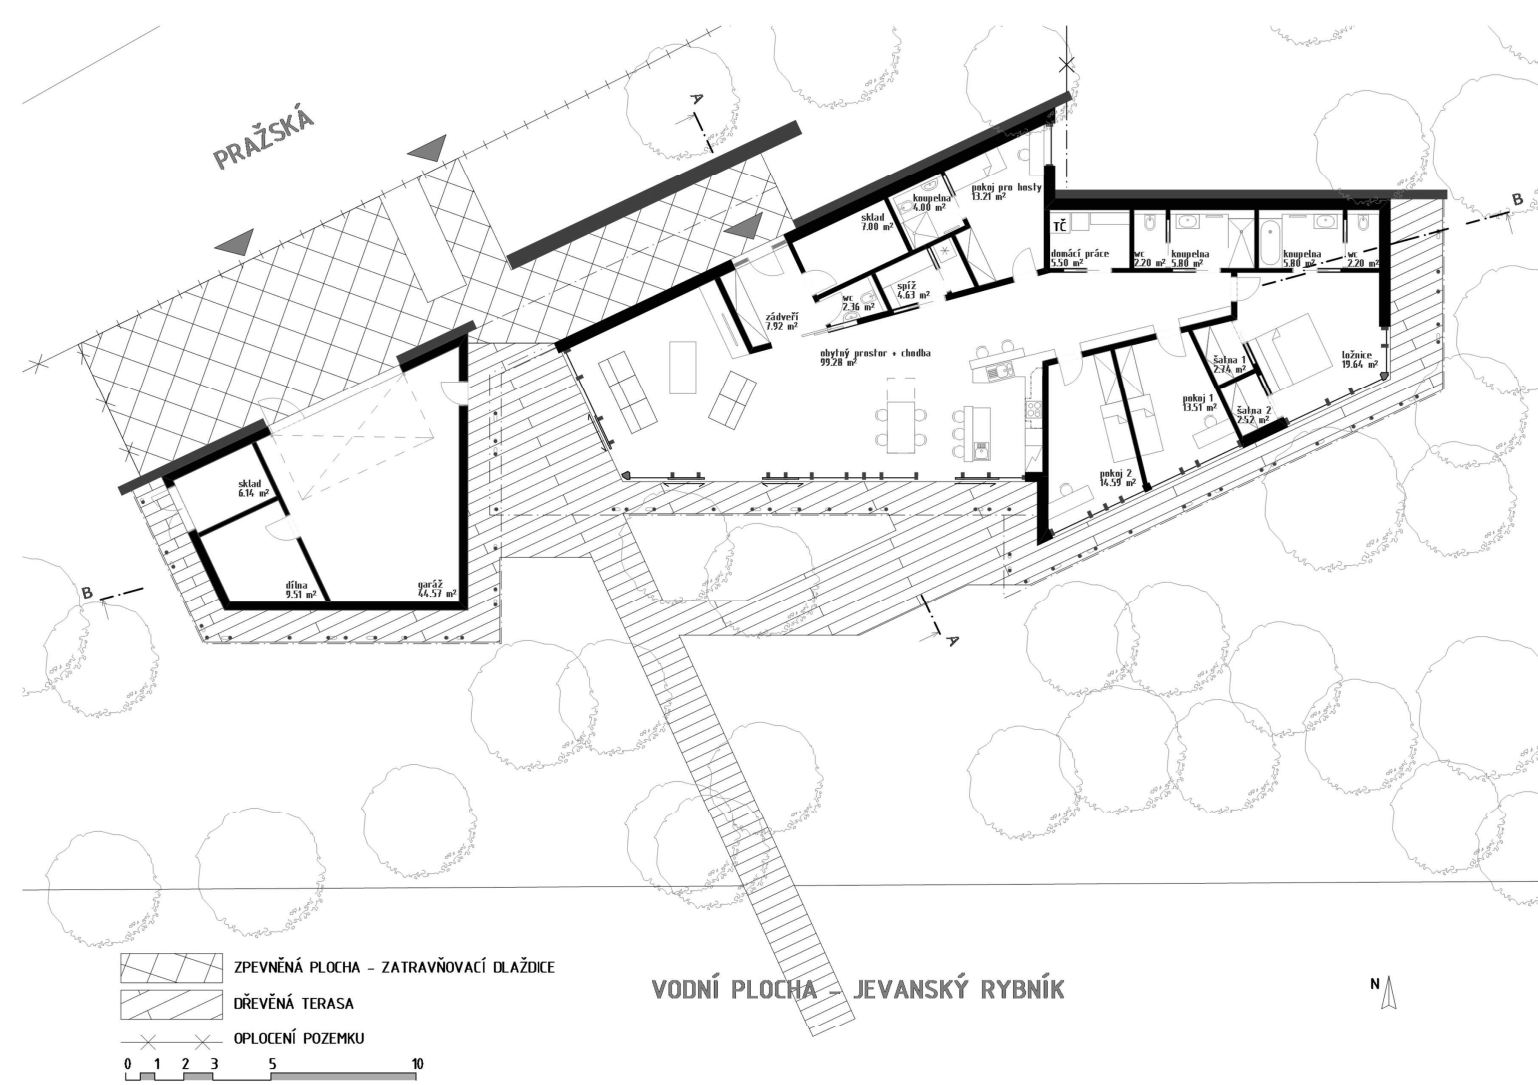 PRAŽSKÁ
A
B
pokoj pro hosty
13.21 m²
koupelna
4.00 m²
sklad
7.00 m²
TČ
domácí práce
5.50 m²
wc
2.20 m²
koupelna
5.80 m²
koupelna
5.80 m²
wc
2.20 m²
spíž
4.63 m²
wc
2.36 m²
zádveří
7.92 m²
obytný prostor + chodba
99.28 m²
šatna 1
2.74 m²
ložnice
19.64 m²
pokoj 1
13.51 m²
šatna 2
2.52 m²
pokoj 2
14.59 m²
sklad
6.14 m²
dílna
9.51 m²
garáž
44.57 m²
B
A
ZPEVNĚNÁ PLOCHA - ZATRAVŇOVACÍ DLAŽDICE
DŘEVĚNÁ TERASA
OPLOCENÍ POZEMKU
0 1 2 3 5 10
VODNÍ PLOCHA - JEVANSKÝ RYBNÍK
N